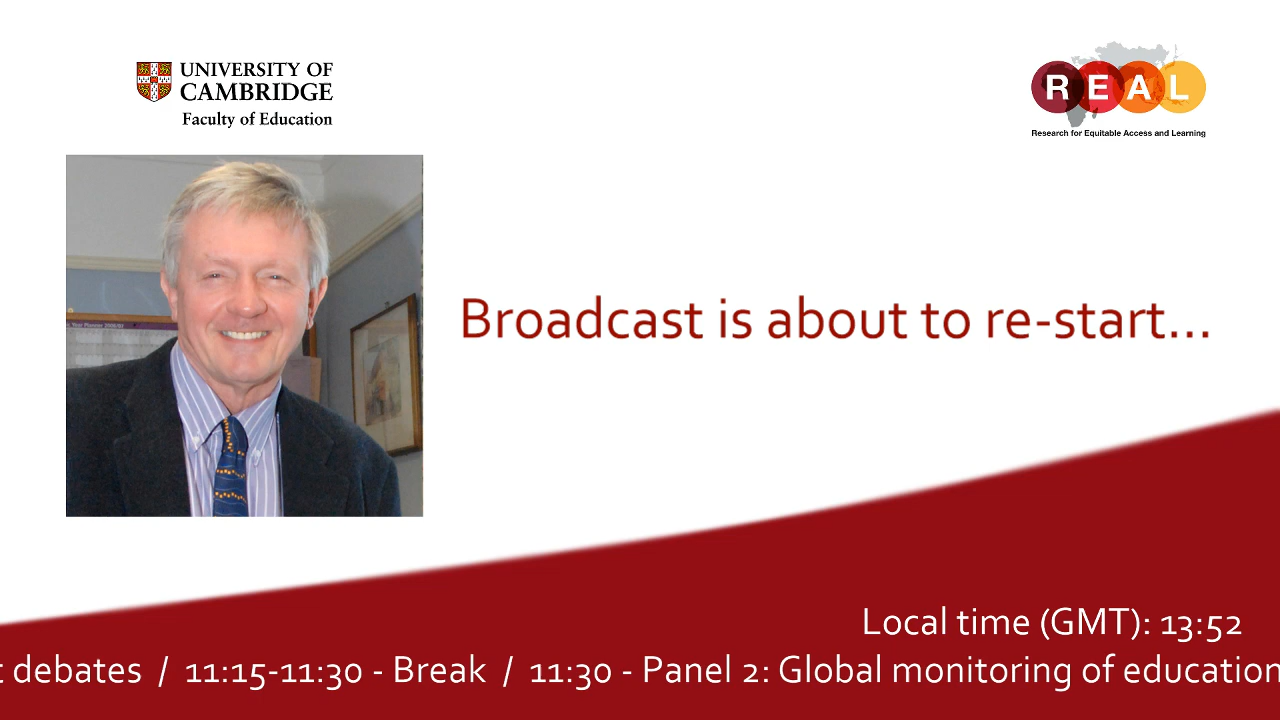 UNIVERSITY OF
CAMBRIDGE
Faculty of Education
R E A L
Research for Equitable Access and Learning
Broadcast is about to re-start...
Local time (GMT): 13:52
debates / 11:15-11:30 - Break / 11:30 - Panel 2: Global monitoring of education